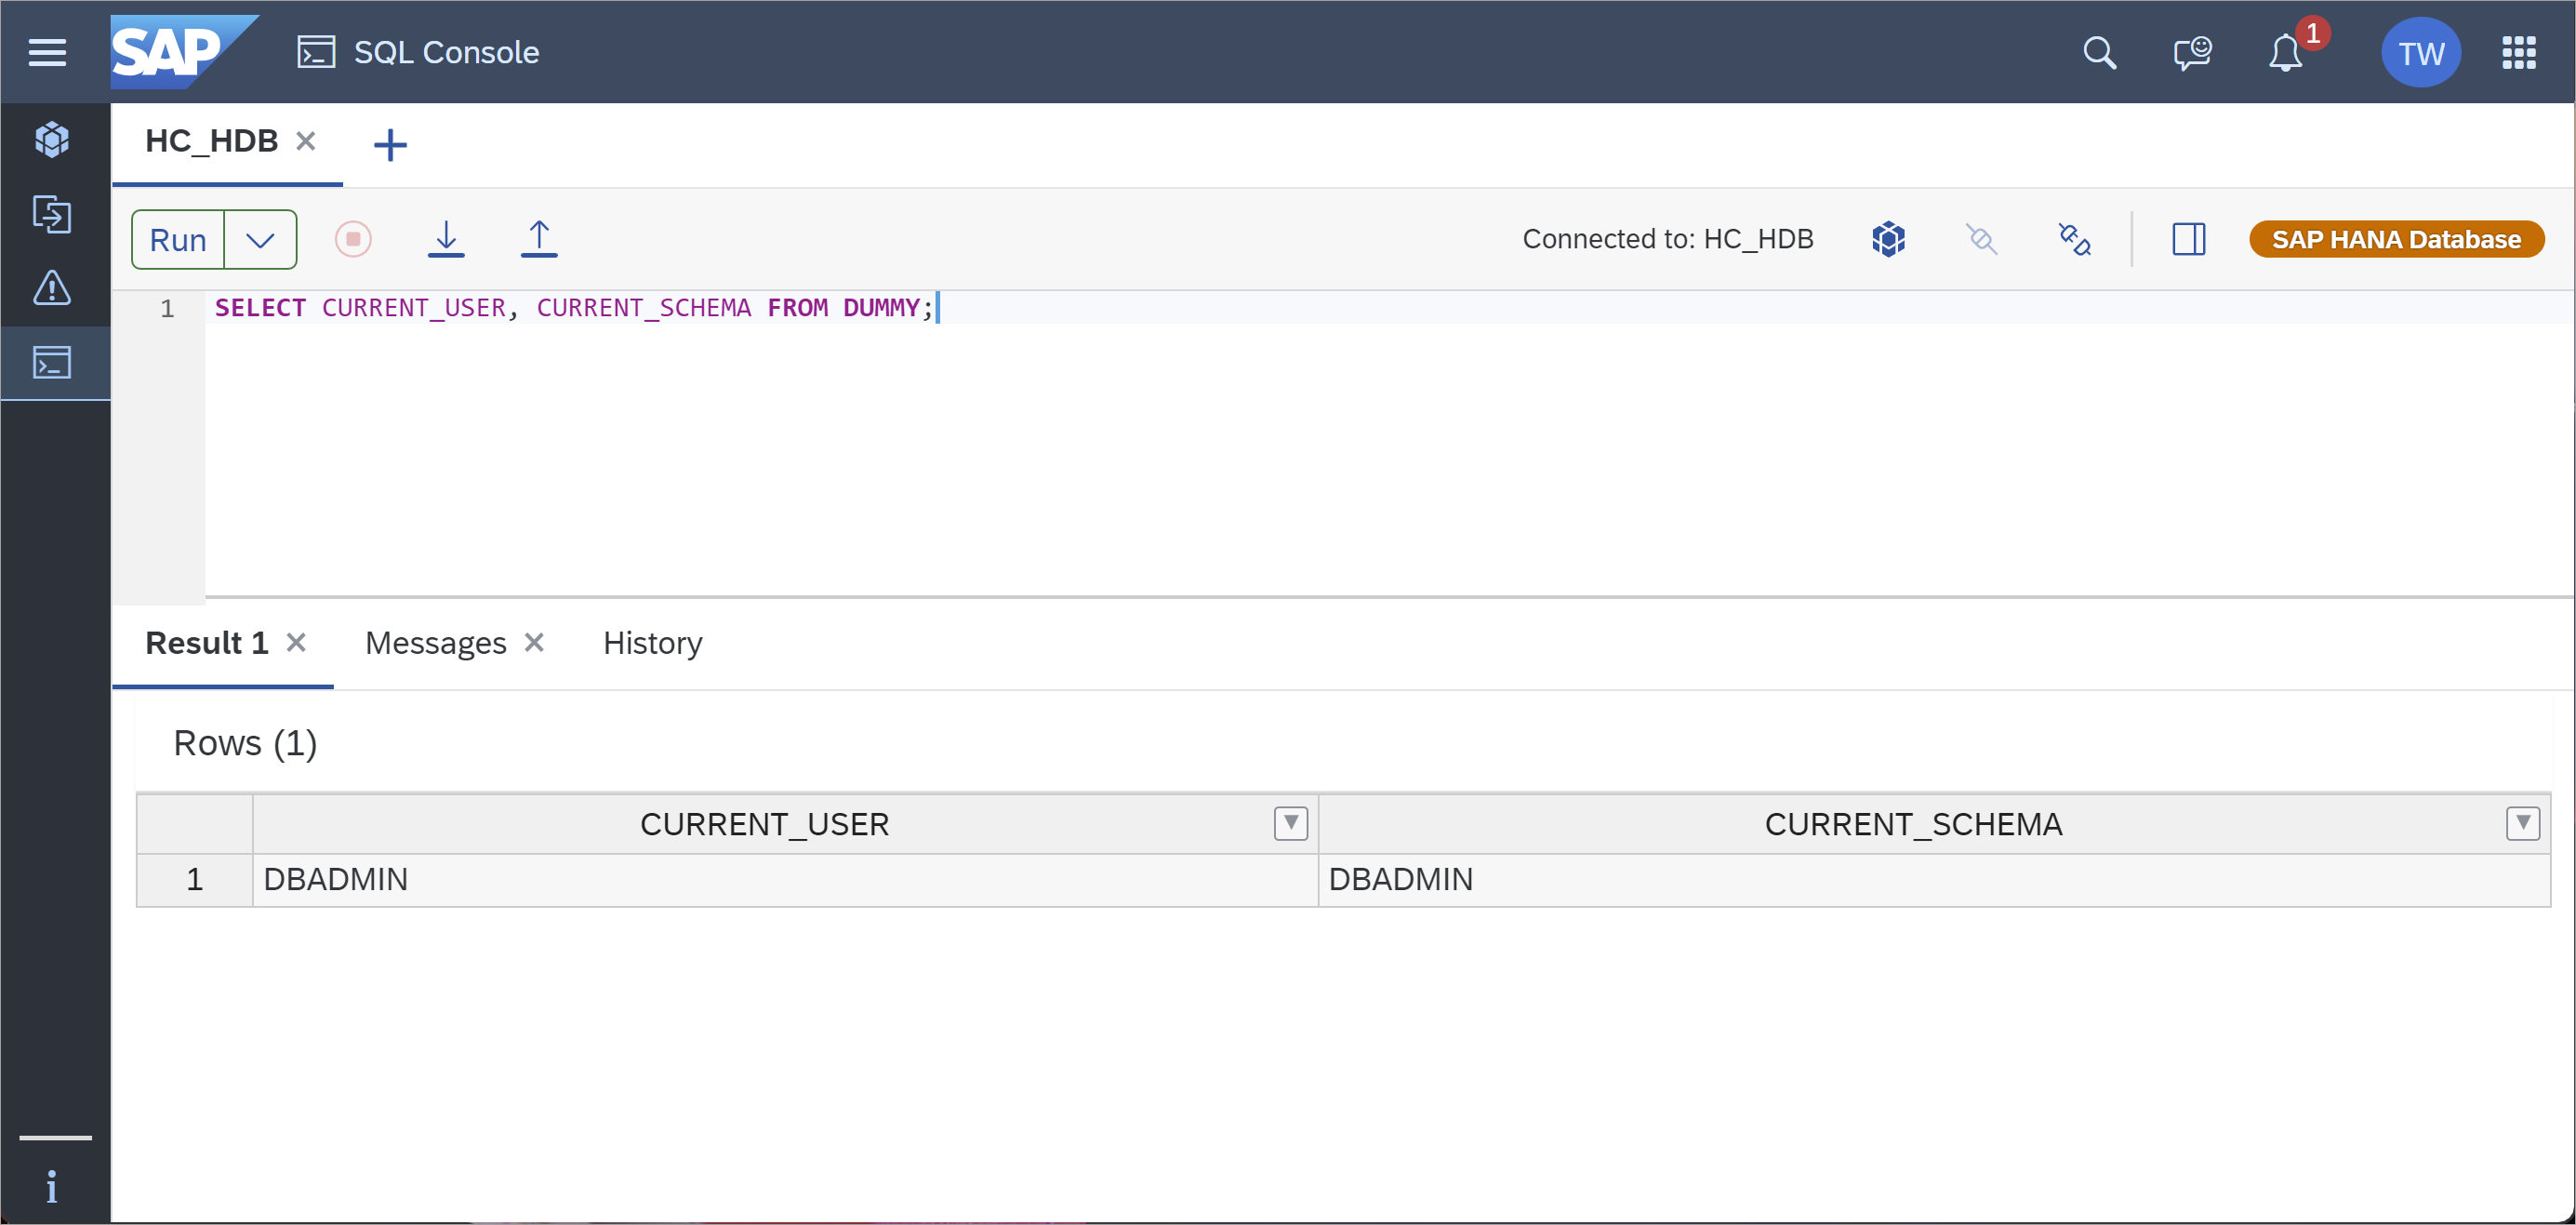 SAP SQL Console 1 TW
HC_HDB
Run Connected to: HC_HDB SAP HANA Database
1 SELECT CURRENT_USER, CURRENT_SCHEMA FROM DUMMY;
Result 1 Messages History
Rows (1)
CURRENT_USER CURRENT_SCHEMA
1 DBADMIN DBADMIN